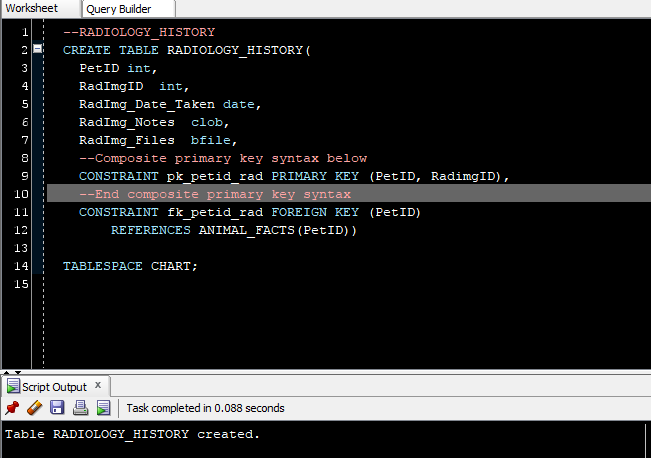 Worksheet Query Builder
1 --RADIOLOGY_HISTORY
2 CREATE TABLE RADIOLOGY_HISTORY(
3 PetID int,
4 RadImgID  int,
5 RadImg_Date_Taken date,
6 RadImg_Notes  clob,
7 RadImg_Files  bfile,
8 --Composite primary key syntax below
9 CONSTRAINT pk_petid_rad PRIMARY KEY (PetID, RadimgID),
10 --End composite primary key syntax
11 CONSTRAINT fk_petid_rad FOREIGN KEY (PetID)
12 REFERENCES ANIMAL_FACTS(PetID))
13
14 TABLESPACE CHART;
15
Script Output x
Task completed in 0.088 seconds
Table RADIOLOGY_HISTORY created.